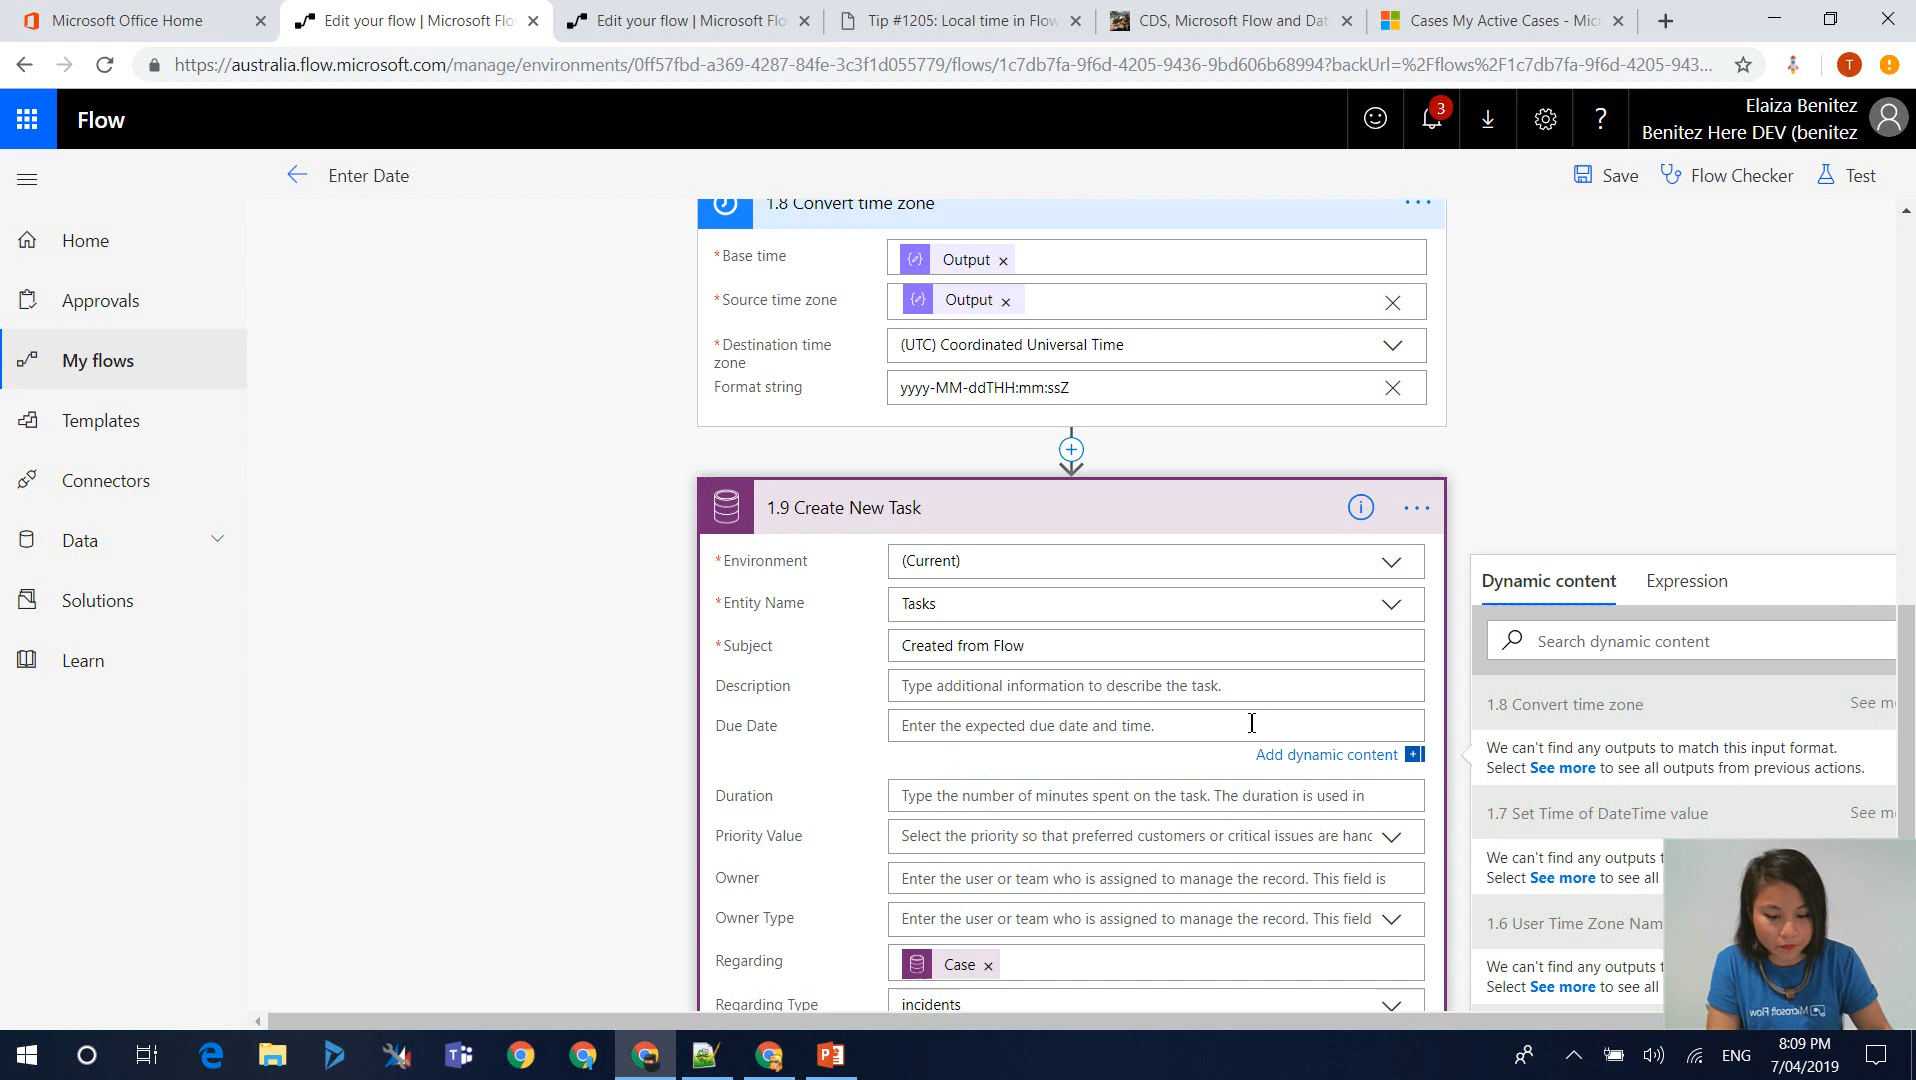 Microsoft Office Home
Edit your flow | Microsoft Flo
Edit your flow | Microsoft Flo
Tip #1205: Local time in Flow
CDS, Microsoft Flow and Dat
Cases My Active Cases - Mic
https://australia.flow.microsoft.com/manage/environments/0ff57fbd-a369-4287-84fe-3c3f1d055779/flows/1c7db7fa-9f6d-4205-9436-9bd606b68994?backUrl=%2Fflows%2F1c7db7fa-9f6d-4205-943...
T
Flow
3
?
Elaiza Benitez
Benitez Here DEV (benitez
Enter Date
Save
Flow Checker
Test
Home
Approvals
My flows
Templates
Connectors
Data
Solutions
Learn
1.8 Convert time zone
*Base time
Output
*Source time zone
Output
*Destination time zone
(UTC) Coordinated Universal Time
Format string
yyyy-MM-ddTHH:mm:ssZ
1.9 Create New Task
*Environment
(Current)
*Entity Name
Tasks
*Subject
Created from Flow
Description
Type additional information to describe the task.
Due Date
Enter the expected due date and time.
Add dynamic content
Duration
Type the number of minutes spent on the task. The duration is used in
Priority Value
Select the priority so that preferred customers or critical issues are hanc
Owner
Enter the user or team who is assigned to manage the record. This field is
Owner Type
Enter the user or team who is assigned to manage the record. This field
Regarding
Case
Regarding Type
incidents
Dynamic content
Expression
Search dynamic content
1.8 Convert time zone
See m
We can't find any outputs to match this input format.
Select See more to see all outputs from previous actions.
1.7 Set Time of DateTime value
See m
We can't find any outputs t
Select See more to see all
1.6 User Time Zone Nam
We can't find any outputs t
Select See more to see all
Microsoft Flow
ENG
8:09 PM
7/04/2019